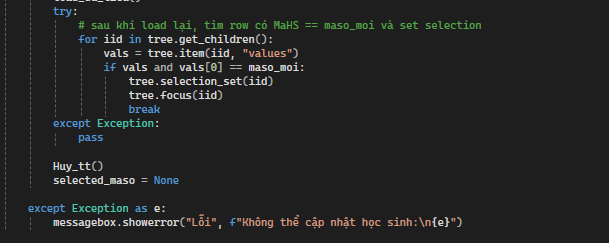 try:
# sau khi load lại, tìm row có MaHS == maso_moi và set selection
for iid in tree.get_children():
vals = tree.item(iid, "values")
if vals and vals[0] == maso_moi:
tree.selection_set(iid)
tree.focus(iid)
break
except Exception:
pass
Huy_tt()
selected_maso = None
except Exception as e:
messagebox.showerror("Lỗi", f"Không thể cập nhật học sinh:\n{e}")